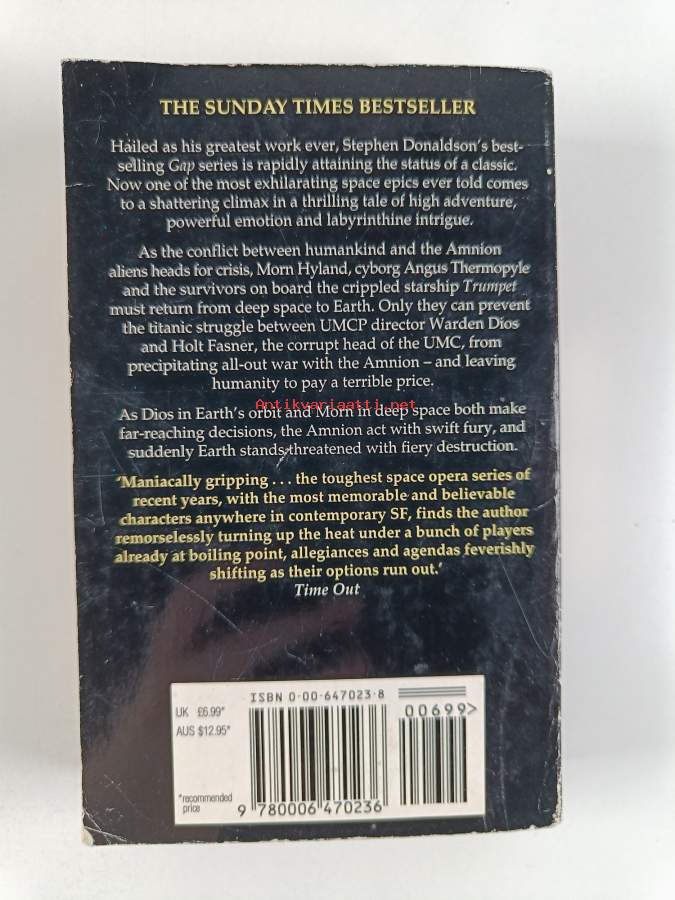 THE SUNDAY TIMES BESTSELLER
Hailed as his greatest work ever, Stephen Donaldson's best-
selling Gap series is rapidly attaining the status of a classic.
Now one of the most exhilarating space epics ever told comes
to a shattering climax in a thrilling tale of high adventure,
powerful emotion and labyrinthine intrigue.
As the conflict between humankind and the Amnion
aliens heads for crisis, Morn Hyland, cyborg Angus Thermopyle
and the survivors on board the crippled starship Trumpet
must return from deep space to Earth. Only they can prevent
the titanic struggle between UMCP director Warden Dios
and Holt Fasner, the corrupt head of the UMC, from
precipitating all-out war with the Amnion – and leaving
humanity to pay a terrible price.
Antikvariaatti.net
As Dios in Earth's orbit and Morn in deep space both make
far-reaching decisions, the Amnion act with swift fury, and
suddenly Earth stands threatened with fiery destruction.
'Maniacally gripping . . . the toughest space opera series of
recent years, with the most memorable and believable
characters anywhere in contemporary SF, finds the author
remorselessly turning up the heat under a bunch of players
already at boiling point, allegiances and agendas feverishly
shifting as their options run out.'
Time Out
ISBN 0-00-647023-8
UK £6.99*
AUS $12.95*
00699>
*recommended
price
9 780006 470236